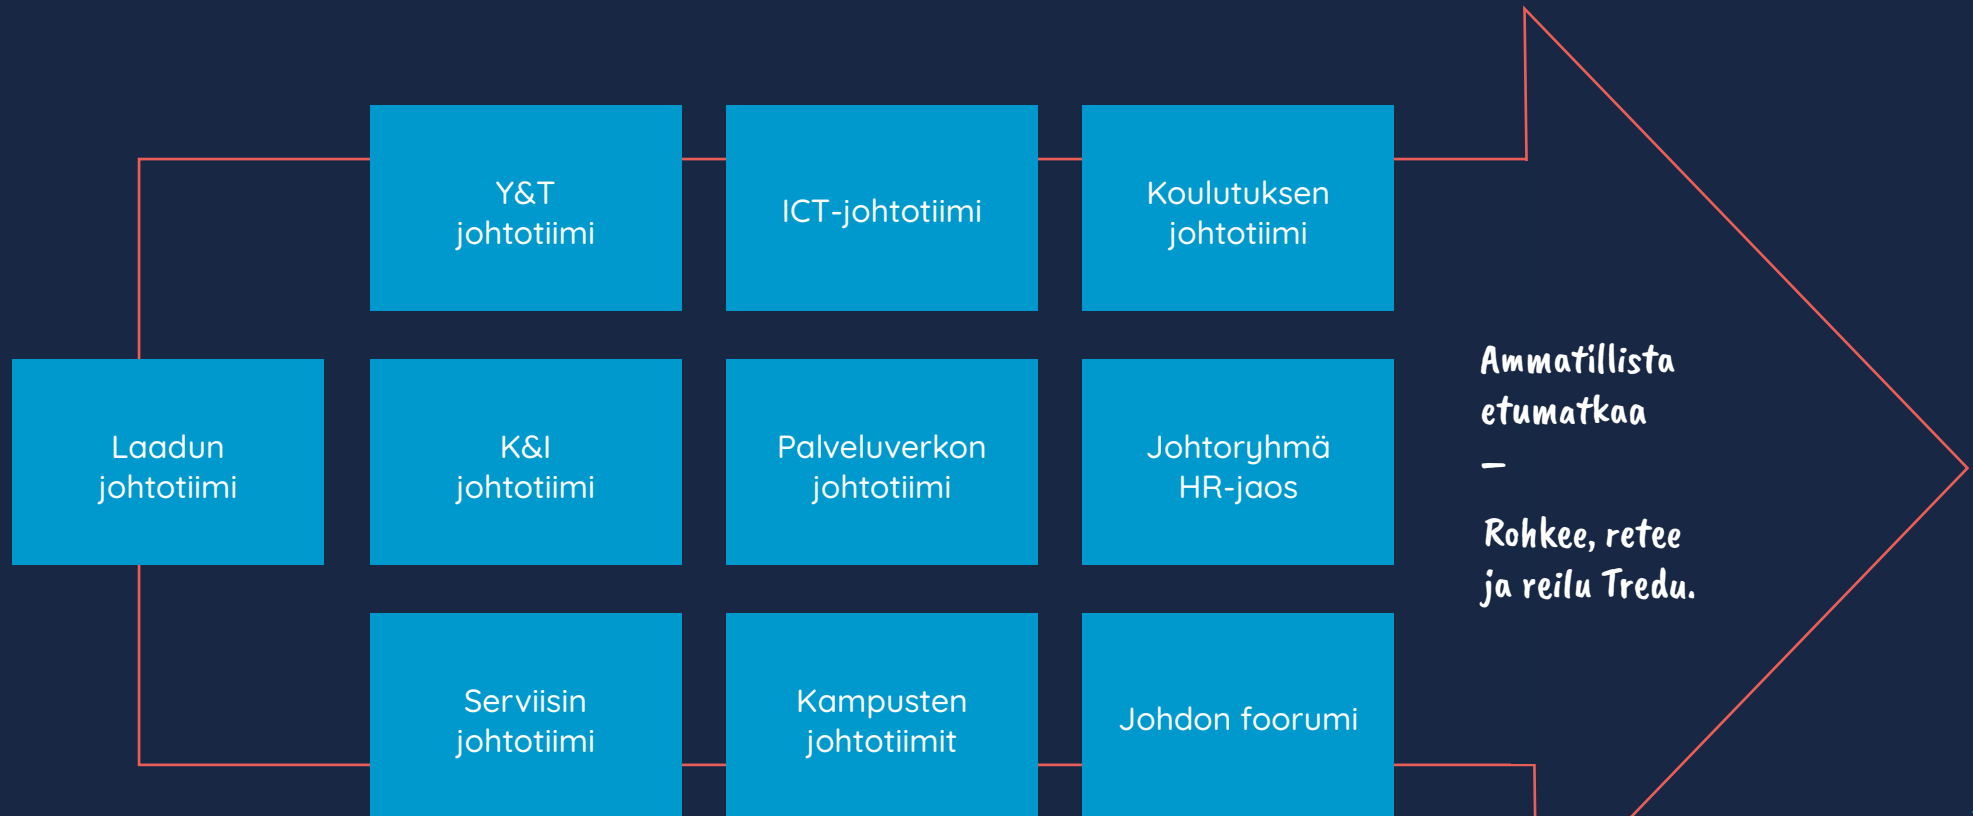 Y&T
johtotiimi
ICT-johtotiimi
Koulutuksen
johtotiimi
Laadun
johtotiimi
K&I
johtotiimi
Palveluverkon
johtotiimi
Johtoryhmä
HR-jaos
Ammatillista
etumatkaa
–
Rohkee, retee
ja reilu Tredu.
Serviisin
johtotiimi
Kampusten
johtotiimit
Johdon foorumi